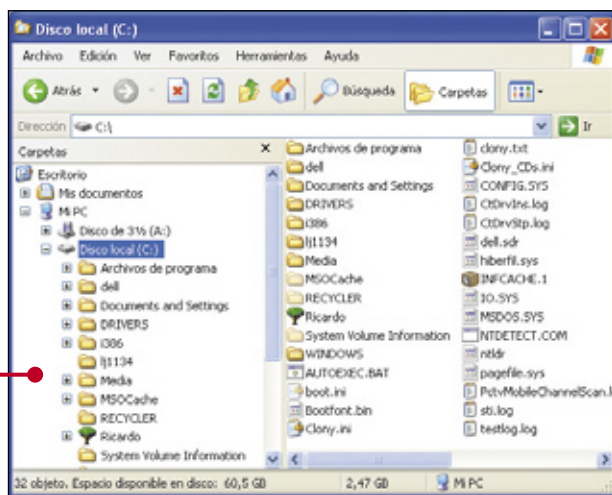 Disco local (C:)
Archivo Edición Ver Favoritos Herramientas Ayuda
Atrás Búsqueda Carpetas
Dirección C:\ Ir
Carpetas
Escritorio
Mis documentos
Mi PC
Disco de 3½ (A:)
Disco local (C:)
Archivos de programa
dell
Documents and Settings
DRIVERS
i386
lj1134
Media
MSOCache
RECYCLER
Ricardo
System Volume Information
Archivos de programa
dell
Documents and Settings
DRIVERS
i386
lj1134
Media
MSOCache
RECYCLER
Ricardo
System Volume Information
WINDOWS
AUTOEXEC.BAT
boot.ini
Bootfont.bin
Clony.ini
clony.txt
Clony_CDs.ini
CONFIG.SYS
CtDrvIns.log
CtDrvStp.log
dell.sdr
hiberfil.sys
INFCACHE.1
IO.SYS
MSDOS.SYS
NTDETECT.COM
ntldr
pagefile.sys
PctvMobileChannelScan.l
sti.log
testlog.log
32 objeto. Espacio disponible en disco: 60,5 GB 2,47 GB Mi PC